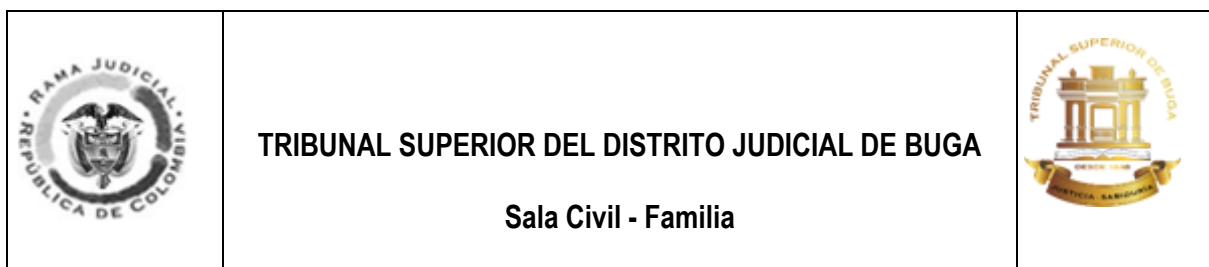 RAMA JUDICIAL
REPÚBLICA DE COLOMBIA
TRIBUNAL SUPERIOR DEL DISTRITO JUDICIAL DE BUGA
Sala Civil - Familia
TRIBUNAL SUPERIOR DE BUGA
JUSTICIA - SABIDURIA